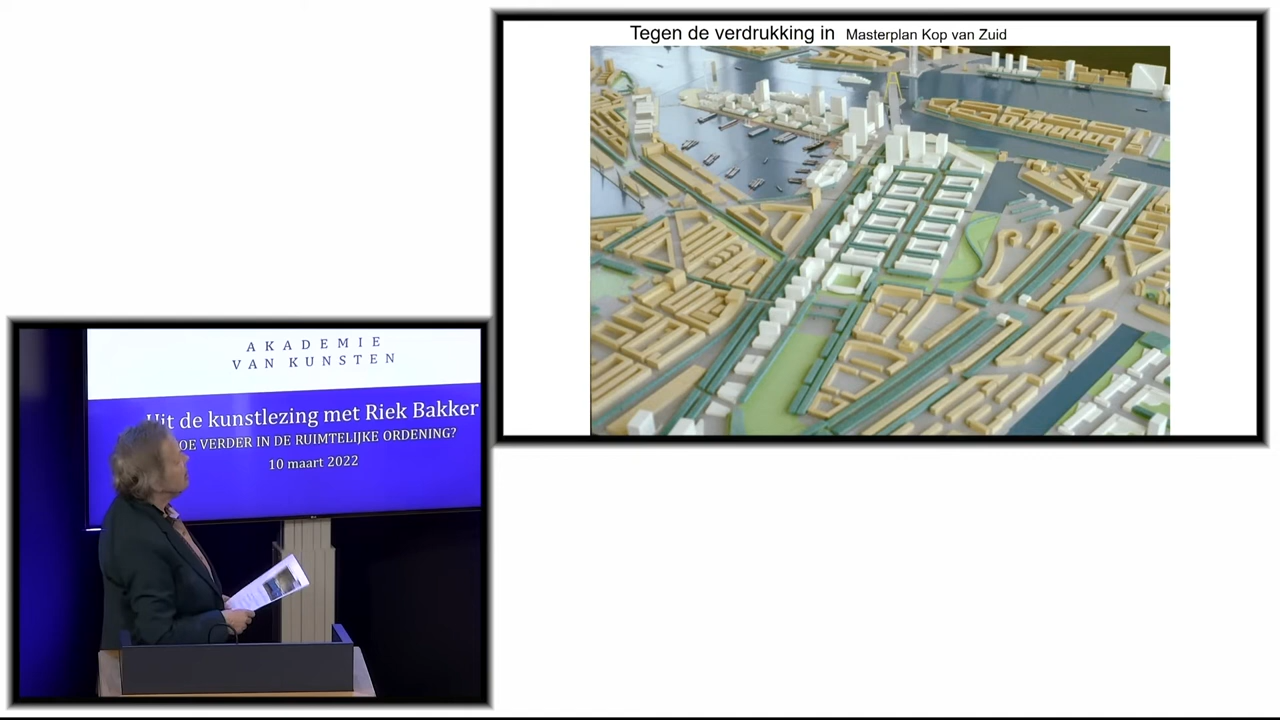 Tegen de verdrukking in Masterplan Kop van Zuid
AKADEMIE
VAN KUNSTEN
Uit de kunstlezing met Riek Bakker
VERDER IN DE RUIMTELIJKE ORDENING?
10 maart 2022